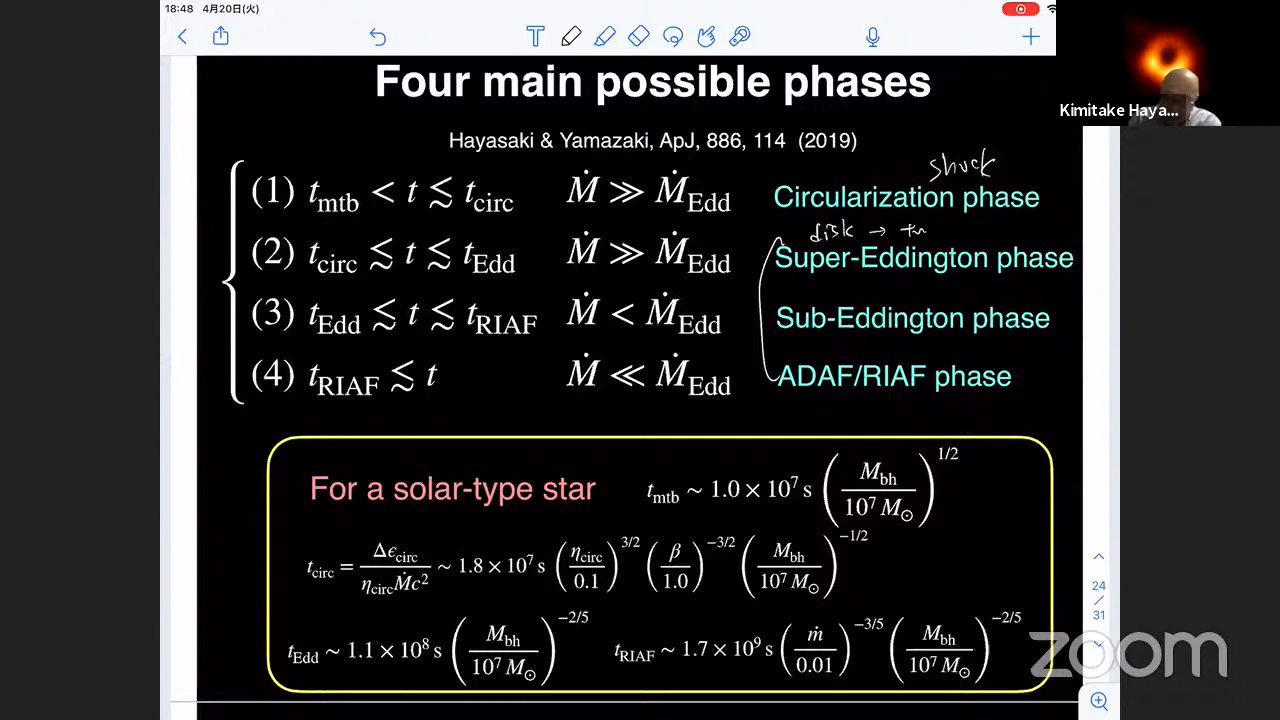 18:48 4月20日(火)
Four main possible phases
Kimitake Haya...
Hayasaki & Yamazaki, ApJ, 886, 114 (2019)
shock
(1) t_mtb < t ≲ t_circ Ṁ ≫ Ṁ_Edd Circularization phase
disk →
(2) t_circ ≲ t ≲ t_Edd Ṁ ≫ Ṁ_Edd Super-Eddington phase
(3) t_Edd ≲ t ≲ t_RIAF Ṁ < Ṁ_Edd Sub-Eddington phase
(4) t_RIAF ≲ t Ṁ ≪ Ṁ_Edd ADAF/RIAF phase
For a solar-type star t_mtb ~ 1.0 × 10^7 s (M_bh / 10^7 M_⊙)^1/2
t_circ = Δϵ_circ / η_circ Ṁc^2 ~ 1.8 × 10^7 s (η_circ / 0.1)^3/2 (β / 1.0)^−3/2 (M_bh / 10^7 M_⊙)^−1/2
t_Edd ~ 1.1 × 10^8 s (M_bh / 10^7 M_⊙)^−2/5 t_RIAF ~ 1.7 × 10^9 s (ṁ / 0.01)^−3/5 (M_bh / 10^7 M_⊙)^−2/5
24
/
31
zoom